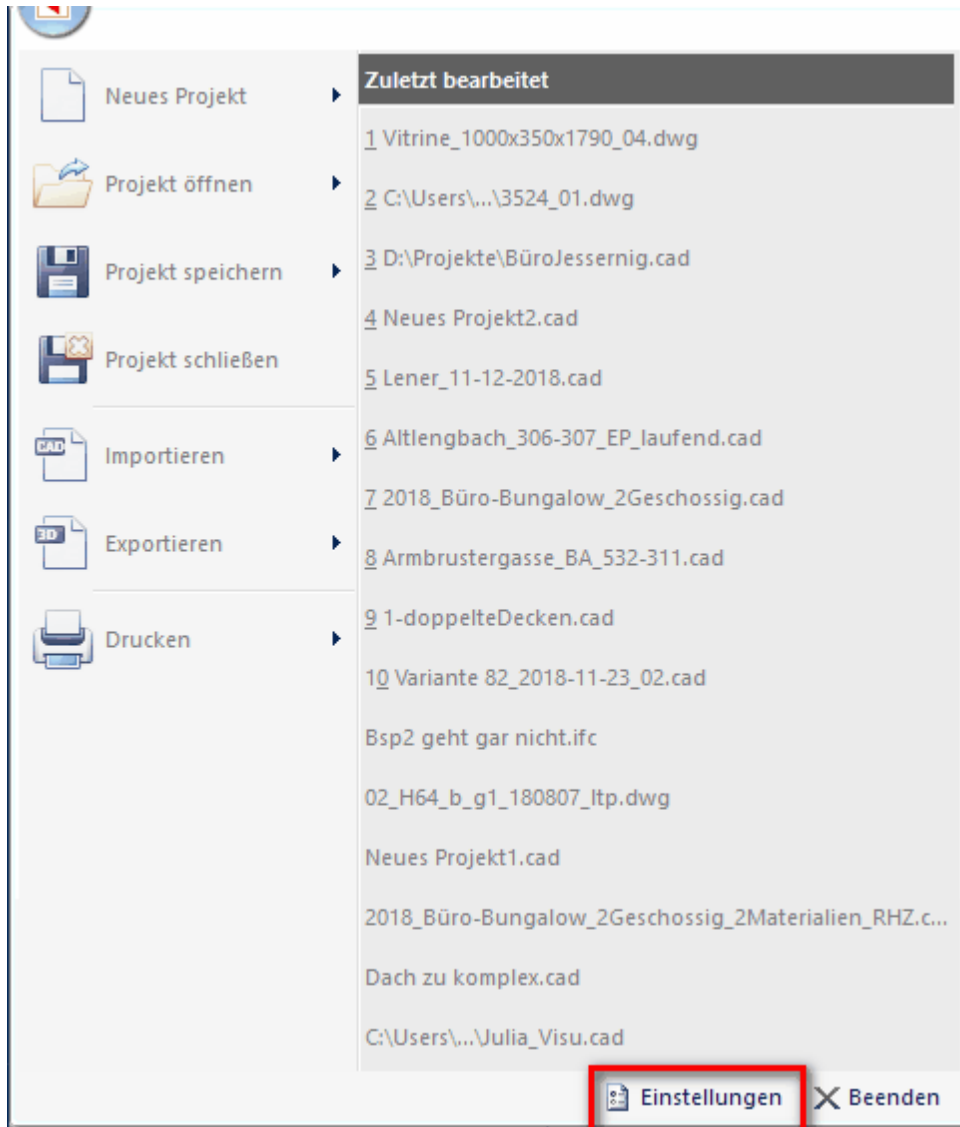 Neues Projekt
Projekt öffnen
Projekt speichern
Projekt schließen
CAD
Importieren
3D
Exportieren
Drucken
Zuletzt bearbeitet
1 Vitrine_1000x350x1790_04.dwg
2 C:\Users\...\3524_01.dwg
3 D:\Projekte\BüroJessernig.cad
4 Neues Projekt2.cad
5 Lener_11-12-2018.cad
6 Altlengbach_306-307_EP_laufend.cad
7 2018_Büro-Bungalow_2Geschossig.cad
8 Armbrustergasse_BA_532-311.cad
9 1-doppelteDecken.cad
10 Variante 82_2018-11-23_02.cad
Bsp2 geht gar nicht.ifc
02_H64_b_g1_180807_ltp.dwg
Neues Projekt1.cad
2018_Büro-Bungalow_2Geschossig_2Materialien_RHZ.c...
Dach zu komplex.cad
C:\Users\...\Julia_Visu.cad
Einstellungen
Beenden